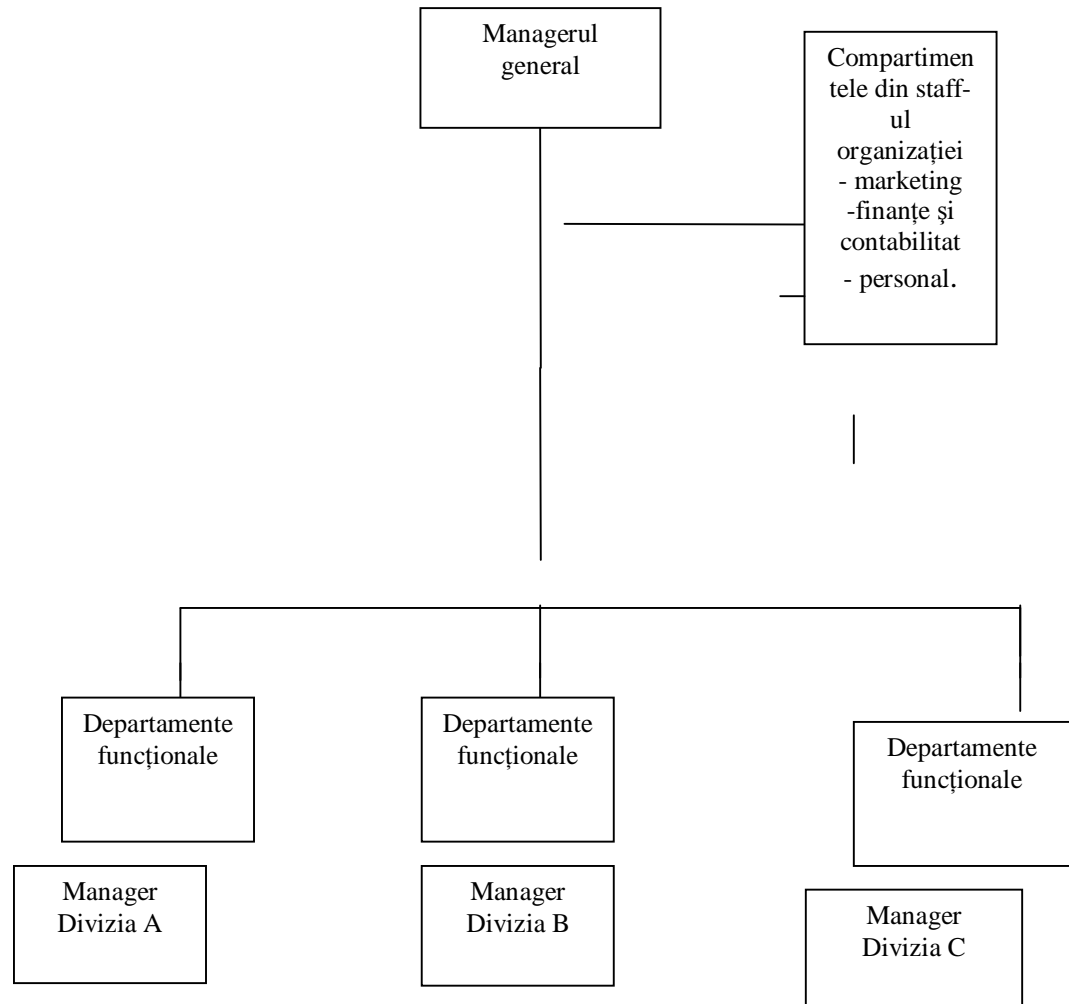 Managerul
general
Compartimen
tele din staff-
ul
organizației
- marketing
-finanțe şi
contabilitat
- personal.
Departamente
funcționale
Departamente
funcționale
Departamente
funcționale
Manager
Divizia A
Manager
Divizia B
Manager
Divizia C